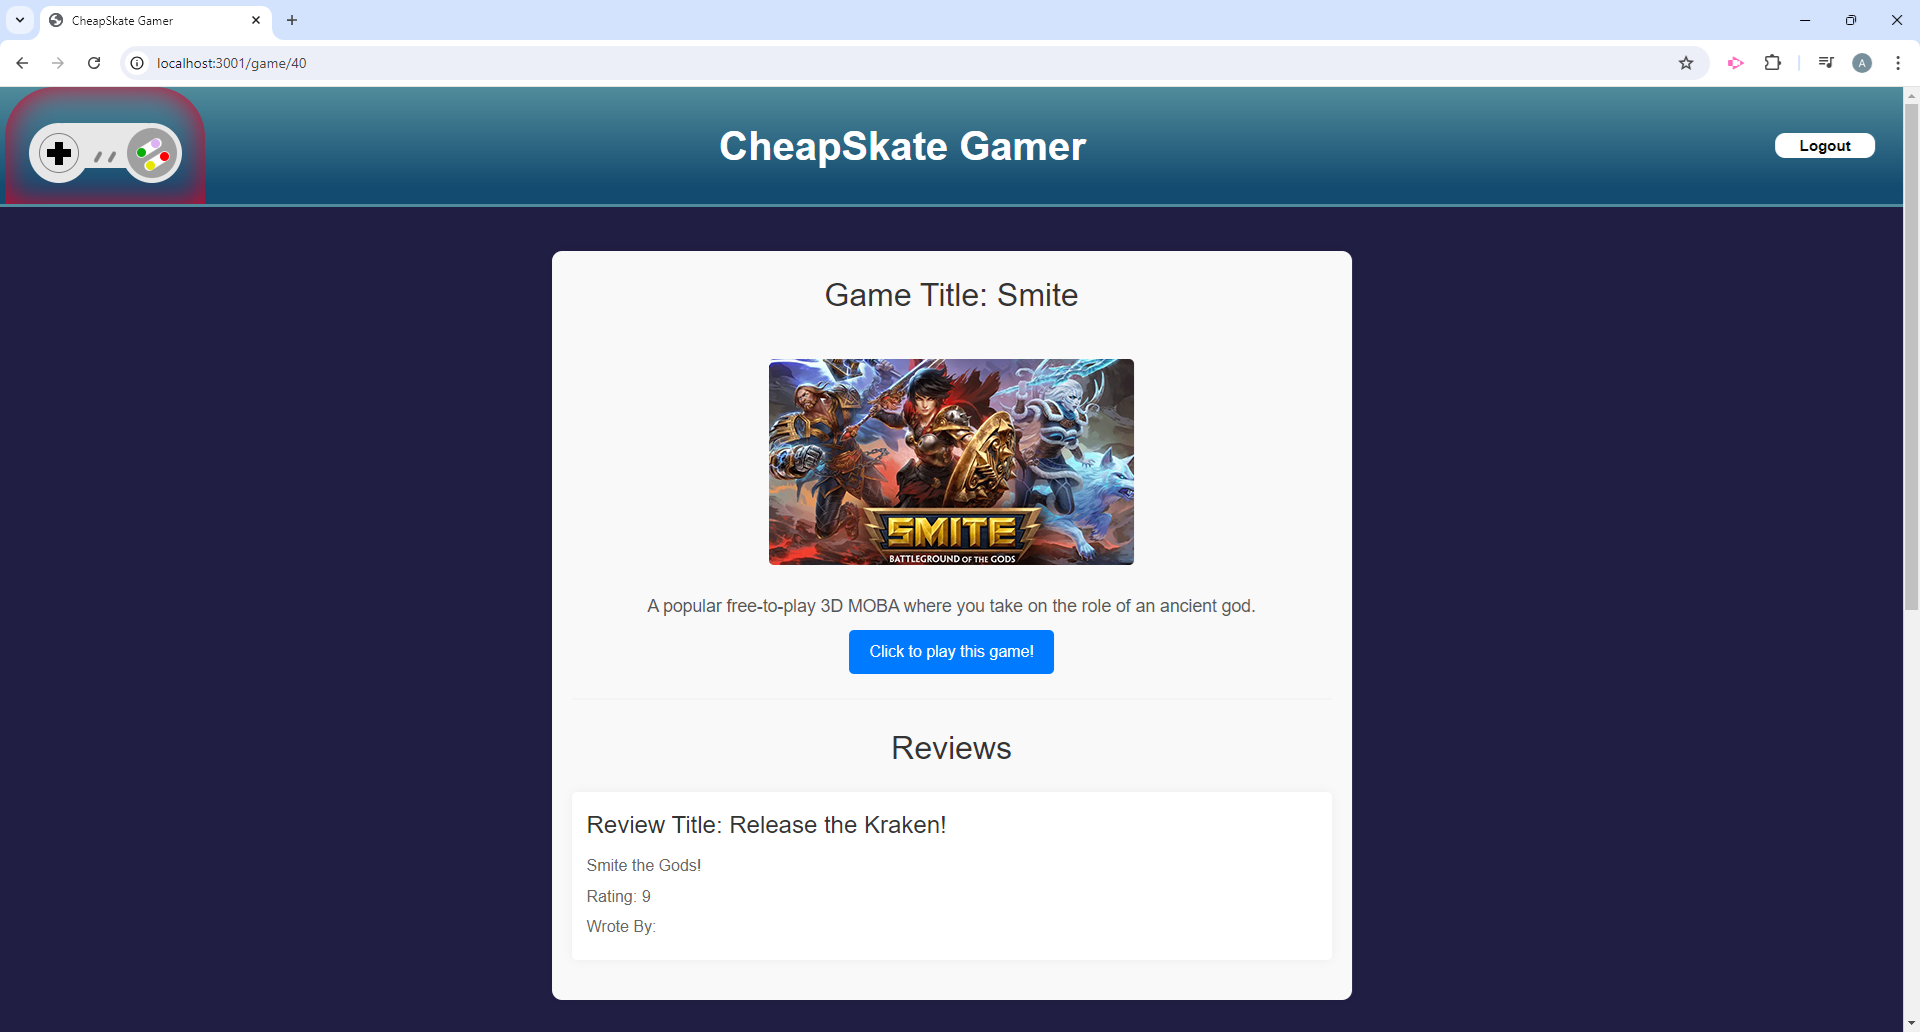 CheapSkate Gamer
localhost:3001/game/40
A
CheapSkate Gamer
Logout
Game Title: Smite
SMITE
BATTLEGROUND OF THE GODS
A popular free-to-play 3D MOBA where you take on the role of an ancient god.
Click to play this game!
Reviews
Review Title: Release the Kraken!
Smite the Gods!
Rating: 9
Wrote By: